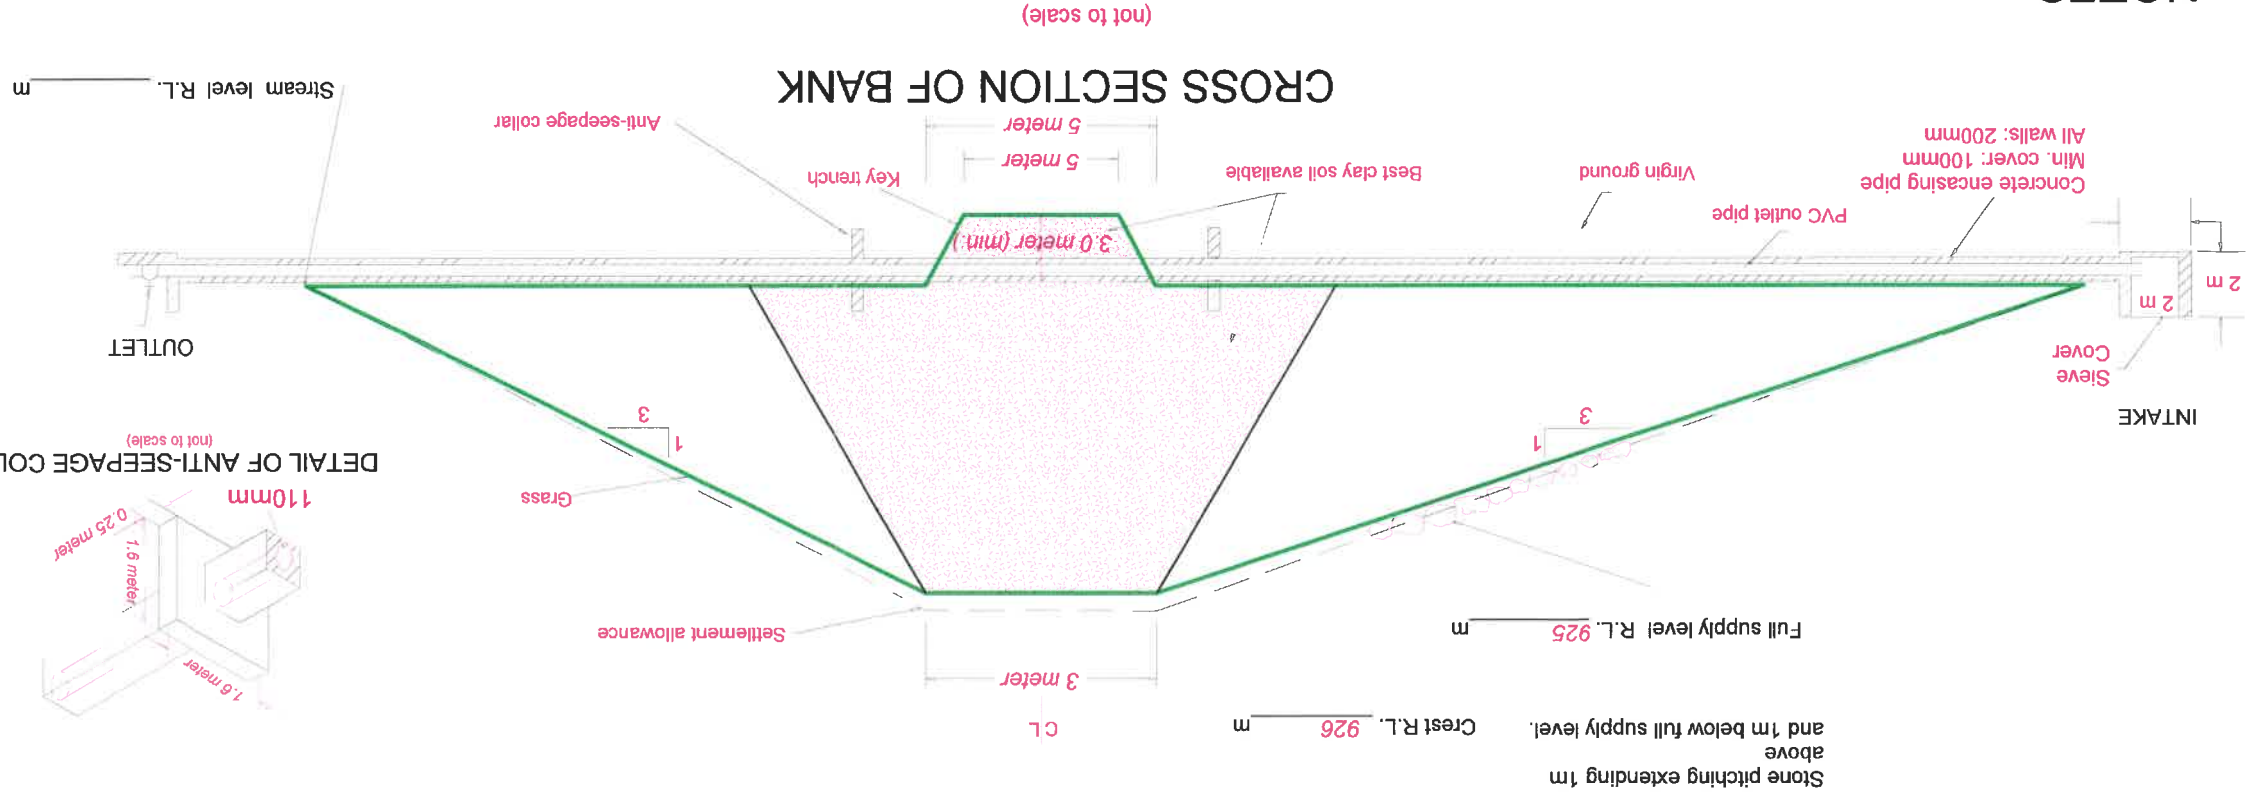 Stone pitching extending 1m
above
and 1m below full supply level.
Crest R.L. 926 m
CL
3 meter
Full supply level R.L. 925 m
Settlement allowance
1.6 meter
1.6 meter
0.25 meter
110mm
DETAIL OF ANTI-SEEPAGE COL
(not to scale)
Grass
1
3
1
3
INTAKE
Sieve
Cover
2 m
2 m
OUTLET
3.0 meter (min.)
PVC outlet pipe
Concrete encasing pipe
Min. cover: 100mm
All walls: 200mm
Virgin ground
Best clay soil available
Key trench
5 meter
5 meter
Anti-seepage collar
Stream level R.L. m
CROSS SECTION OF BANK
(not to scale)
NOTES